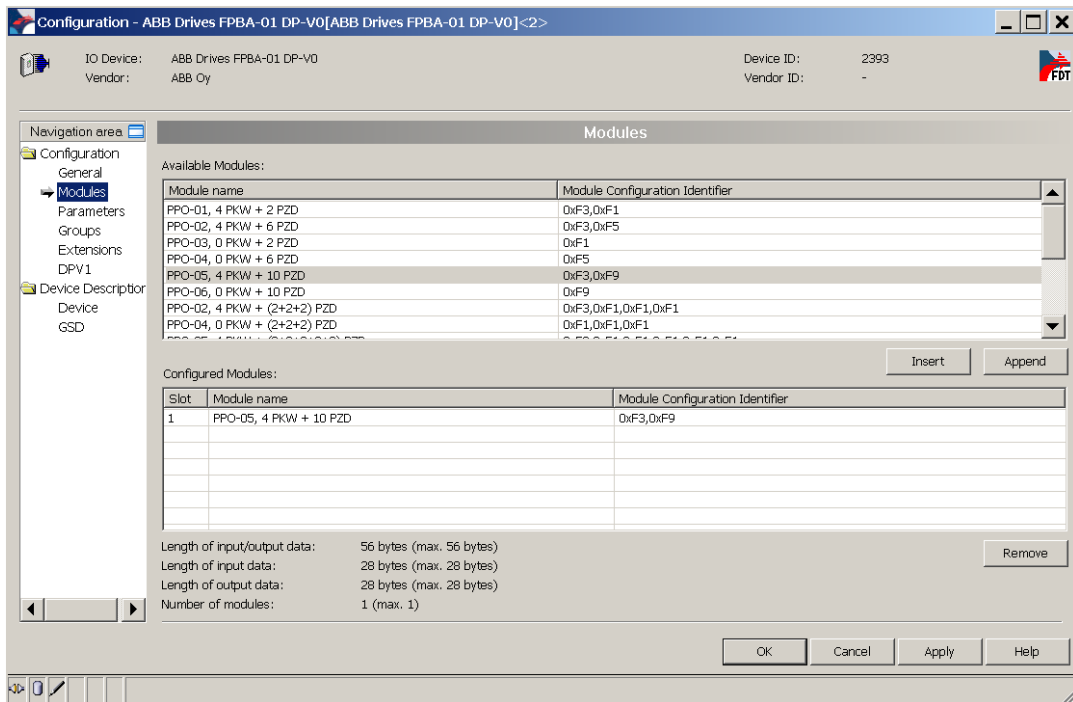 Configuration - ABB Drives FPBA-01 DP-V0[ABB Drives FPBA-01 DP-V0]<2>
IO Device: ABB Drives FPBA-01 DP-V0 Device ID: 2393
Vendor: ABB Oy Vendor ID: -
FDT
Navigation area
Configuration
General
Modules
Parameters
Groups
Extensions
DPV1
Device Description
Device
GSD
Modules
Available Modules:
Module name Module Configuration Identifier
PPO-01, 4 PKW + 2 PZD 0xF3,0xF1
PPO-02, 4 PKW + 6 PZD 0xF3,0xF5
PPO-03, 0 PKW + 2 PZD 0xF1
PPO-04, 0 PKW + 6 PZD 0xF5
PPO-05, 4 PKW + 10 PZD 0xF3,0xF9
PPO-06, 0 PKW + 10 PZD 0xF9
PPO-02, 4 PKW + (2+2+2) PZD 0xF3,0xF1,0xF1,0xF1
PPO-04, 0 PKW + (2+2+2) PZD 0xF1,0xF1,0xF1
Insert Append
Configured Modules:
Slot Module name Module Configuration Identifier
1 PPO-05, 4 PKW + 10 PZD 0xF3,0xF9
Length of input/output data: 56 bytes (max. 56 bytes)
Length of input data: 28 bytes (max. 28 bytes)
Length of output data: 28 bytes (max. 28 bytes)
Number of modules: 1 (max. 1)
Remove
OK Cancel Apply Help